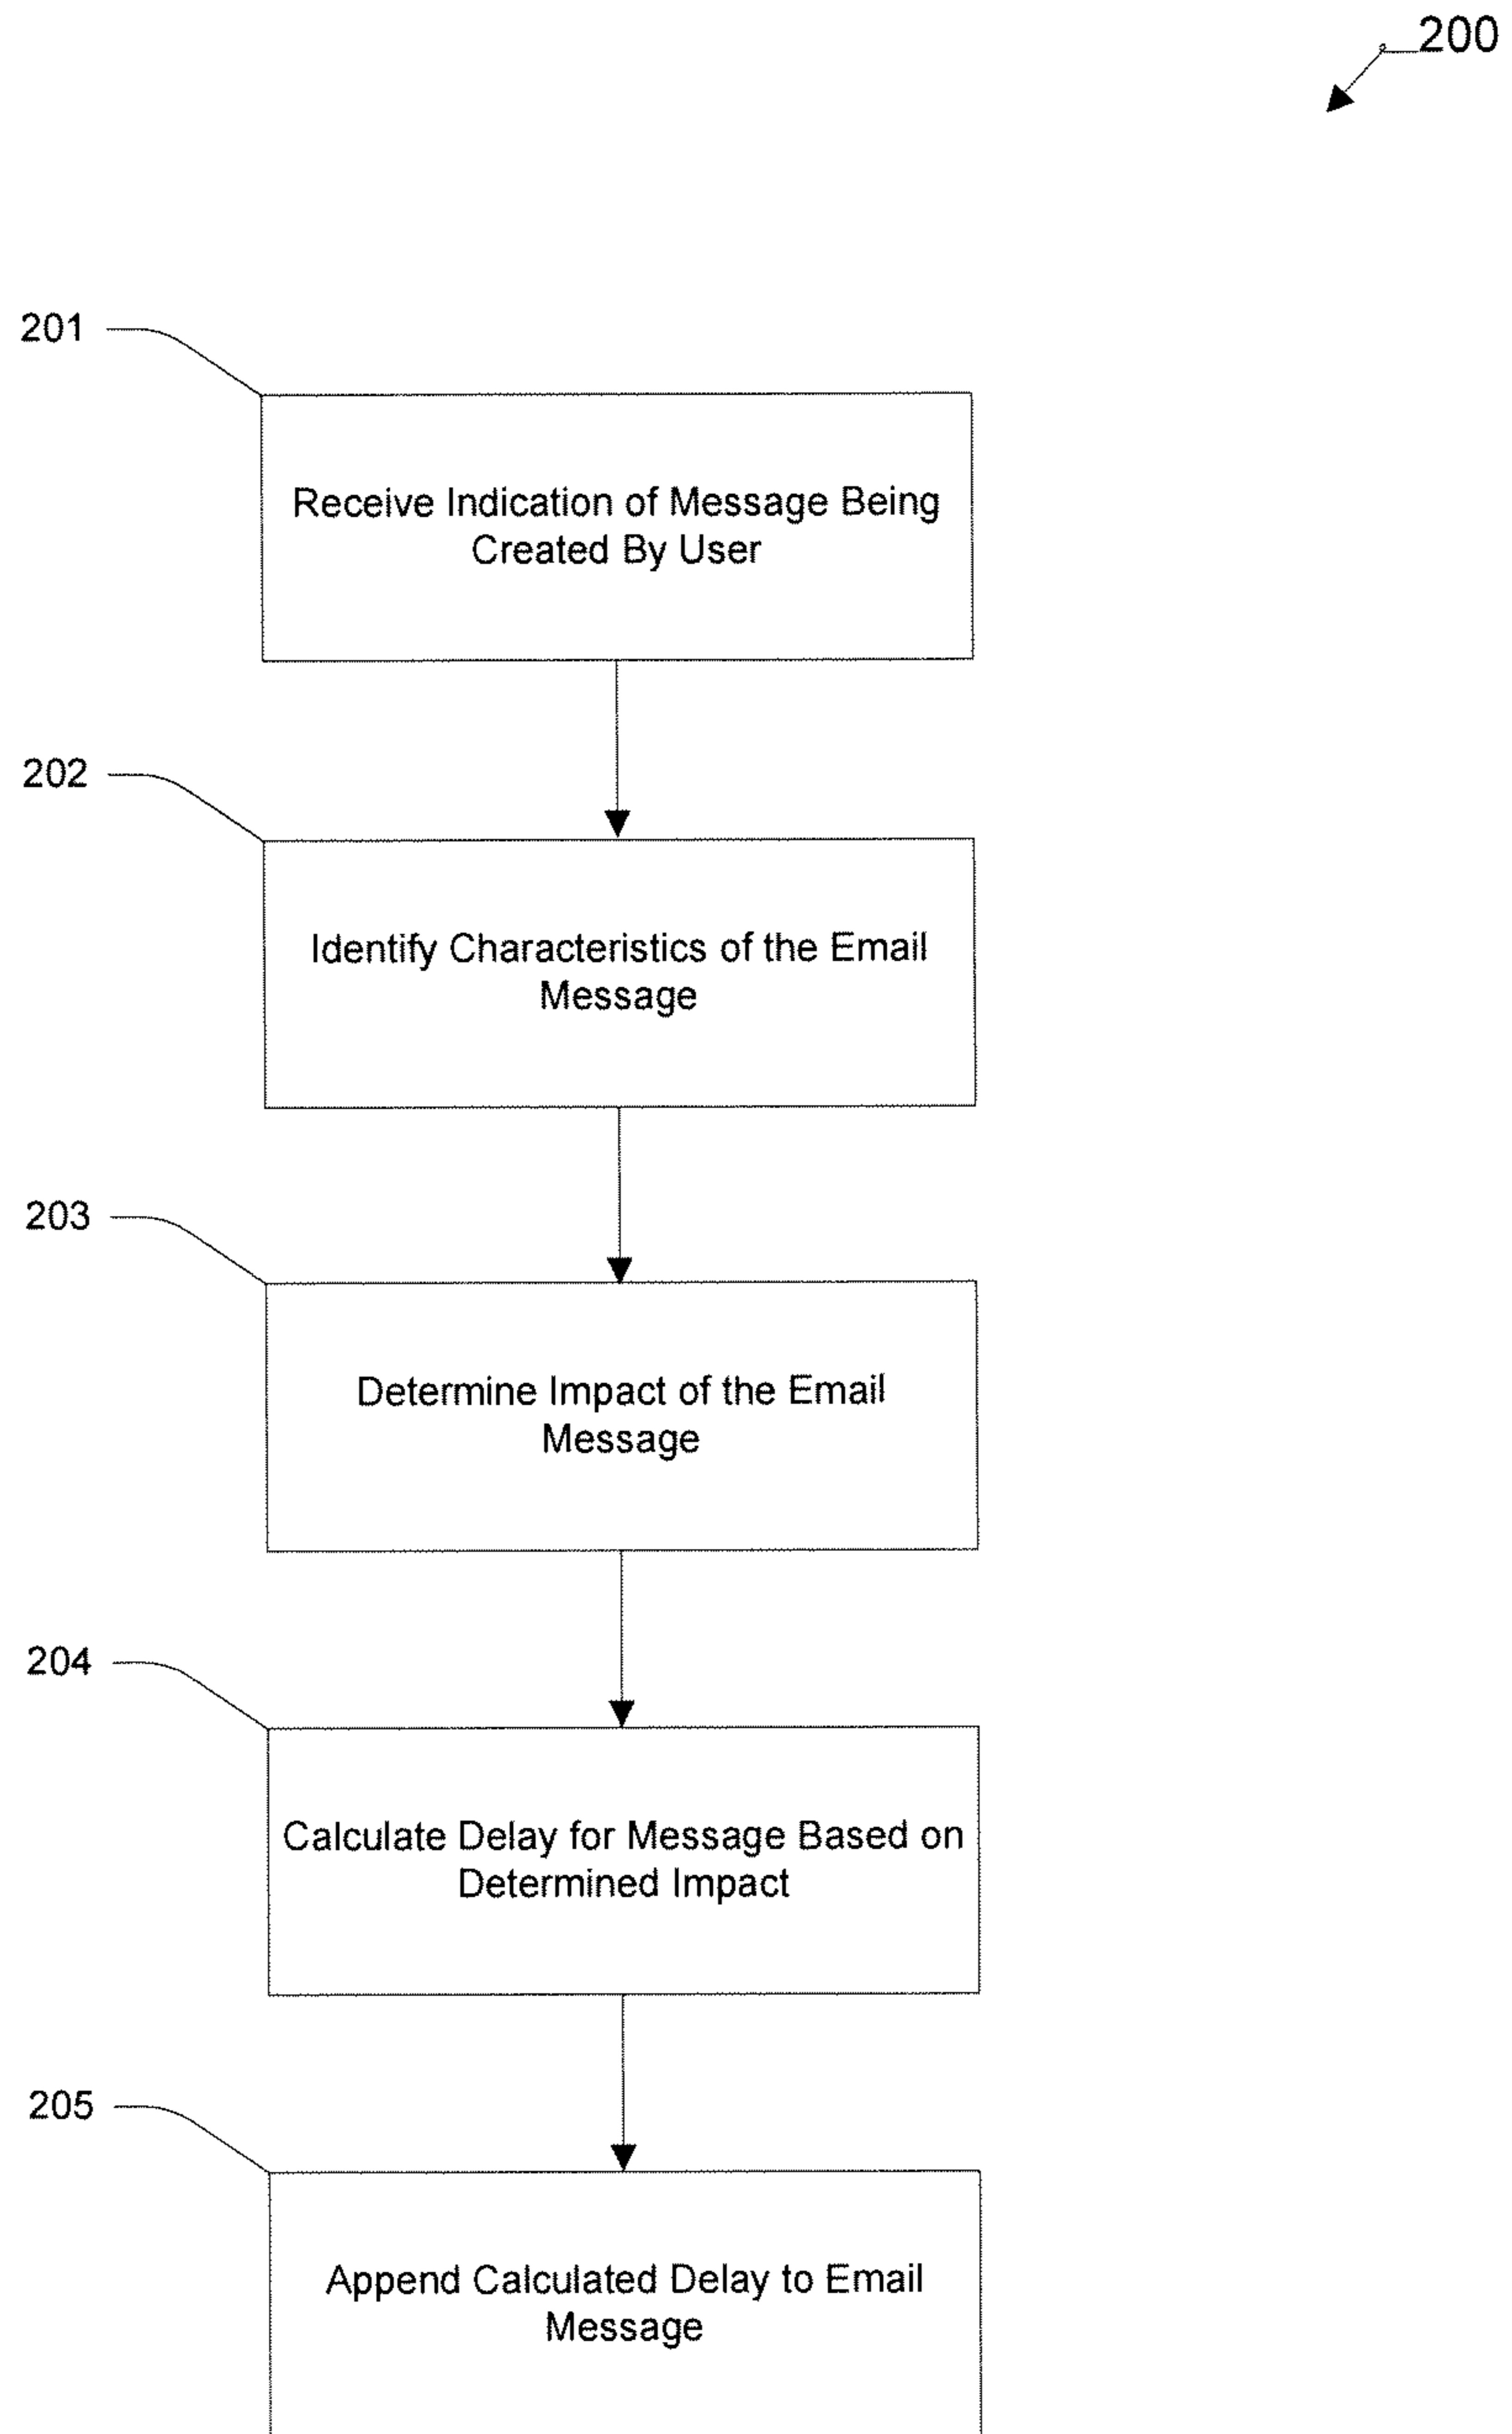 200
201
Receive Indication of Message Being
Created By User
202
Identify Characteristics of the Email
Message
203
Determine Impact of the Email
Message
204
Calculate Delay for Message Based on
Determined Impact
205
Append Calculated Delay to Email
Message